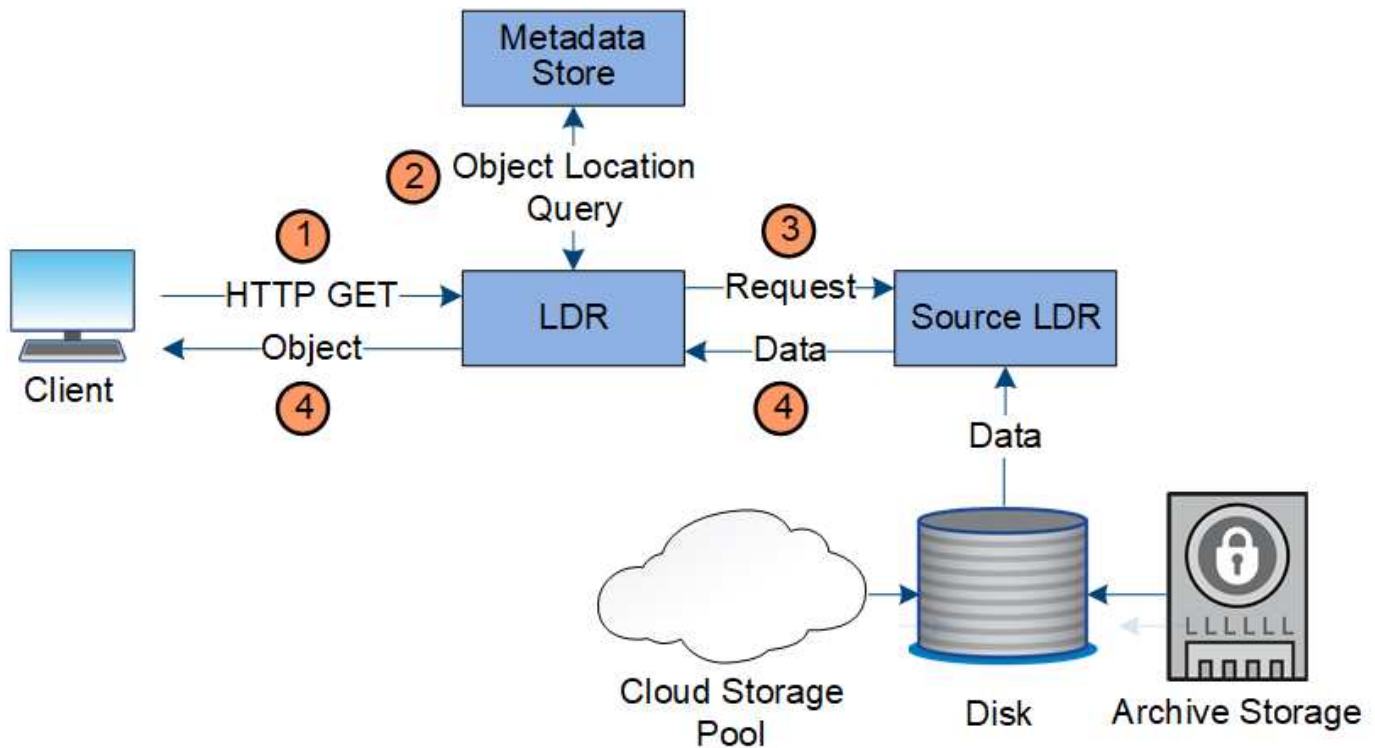 Metadata
Store
2
Object Location
Query
1
3
HTTP GET
LDR
Request
Source LDR
Object
Data
Client
4
4
Data
LLLLLL
Cloud Storage
Pool
Disk
Archive Storage